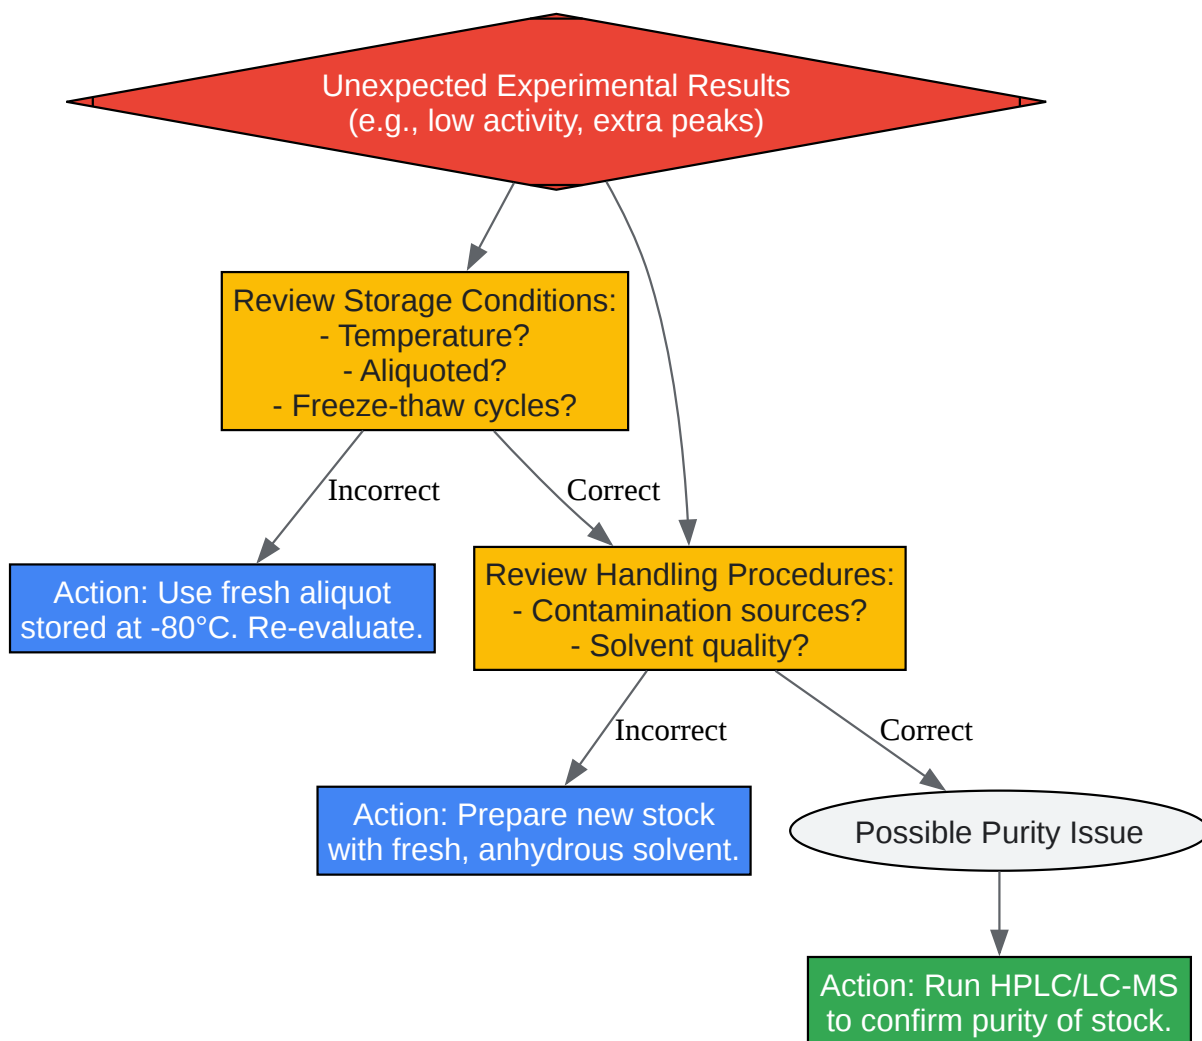 Unexpected Experimental Results
(e.g., low activity, extra peaks)
Review Storage Conditions:
- Temperature?
- Aliquoted?
- Freeze-thaw cycles?
Incorrect
Correct
Action: Use fresh aliquot
stored at -80°C. Re-evaluate.
Review Handling Procedures:
- Contamination sources?
- Solvent quality?
Incorrect
Correct
Action: Prepare new stock
with fresh, anhydrous solvent.
Possible Purity Issue
Action: Run HPLC/LC-MS
to confirm purity of stock.